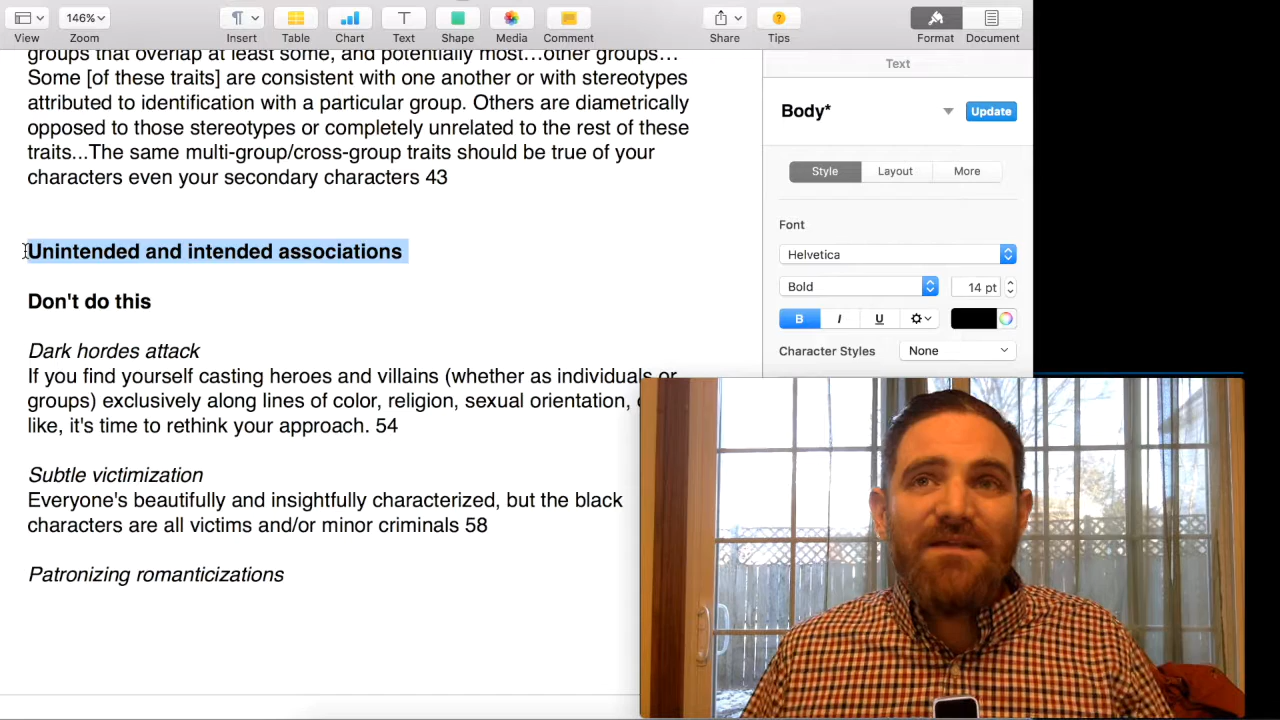 146%
View
Zoom
Insert
Table
Chart
Text
Shape
Media
Comment
Share
Tips
Format
Document
groups that overlap at least some, and potentially most…other groups…
Some [of these traits] are consistent with one another or with stereotypes
attributed to identification with a particular group. Others are diametrically
opposed to those stereotypes or completely unrelated to the rest of these
traits...The same multi-group/cross-group traits should be true of your
characters even your secondary characters 43
Unintended and intended associations
Don't do this
Dark hordes attack
If you find yourself casting heroes and villains (whether as individuals or
groups) exclusively along lines of color, religion, sexual orientation,
like, it's time to rethink your approach. 54
Subtle victimization
Everyone's beautifully and insightfully characterized, but the black
characters are all victims and/or minor criminals 58
Patronizing romanticizations
Text
Body*
Update
Style
Layout
More
Font
Helvetica
Bold
14 pt
B
I
U
Character Styles
None